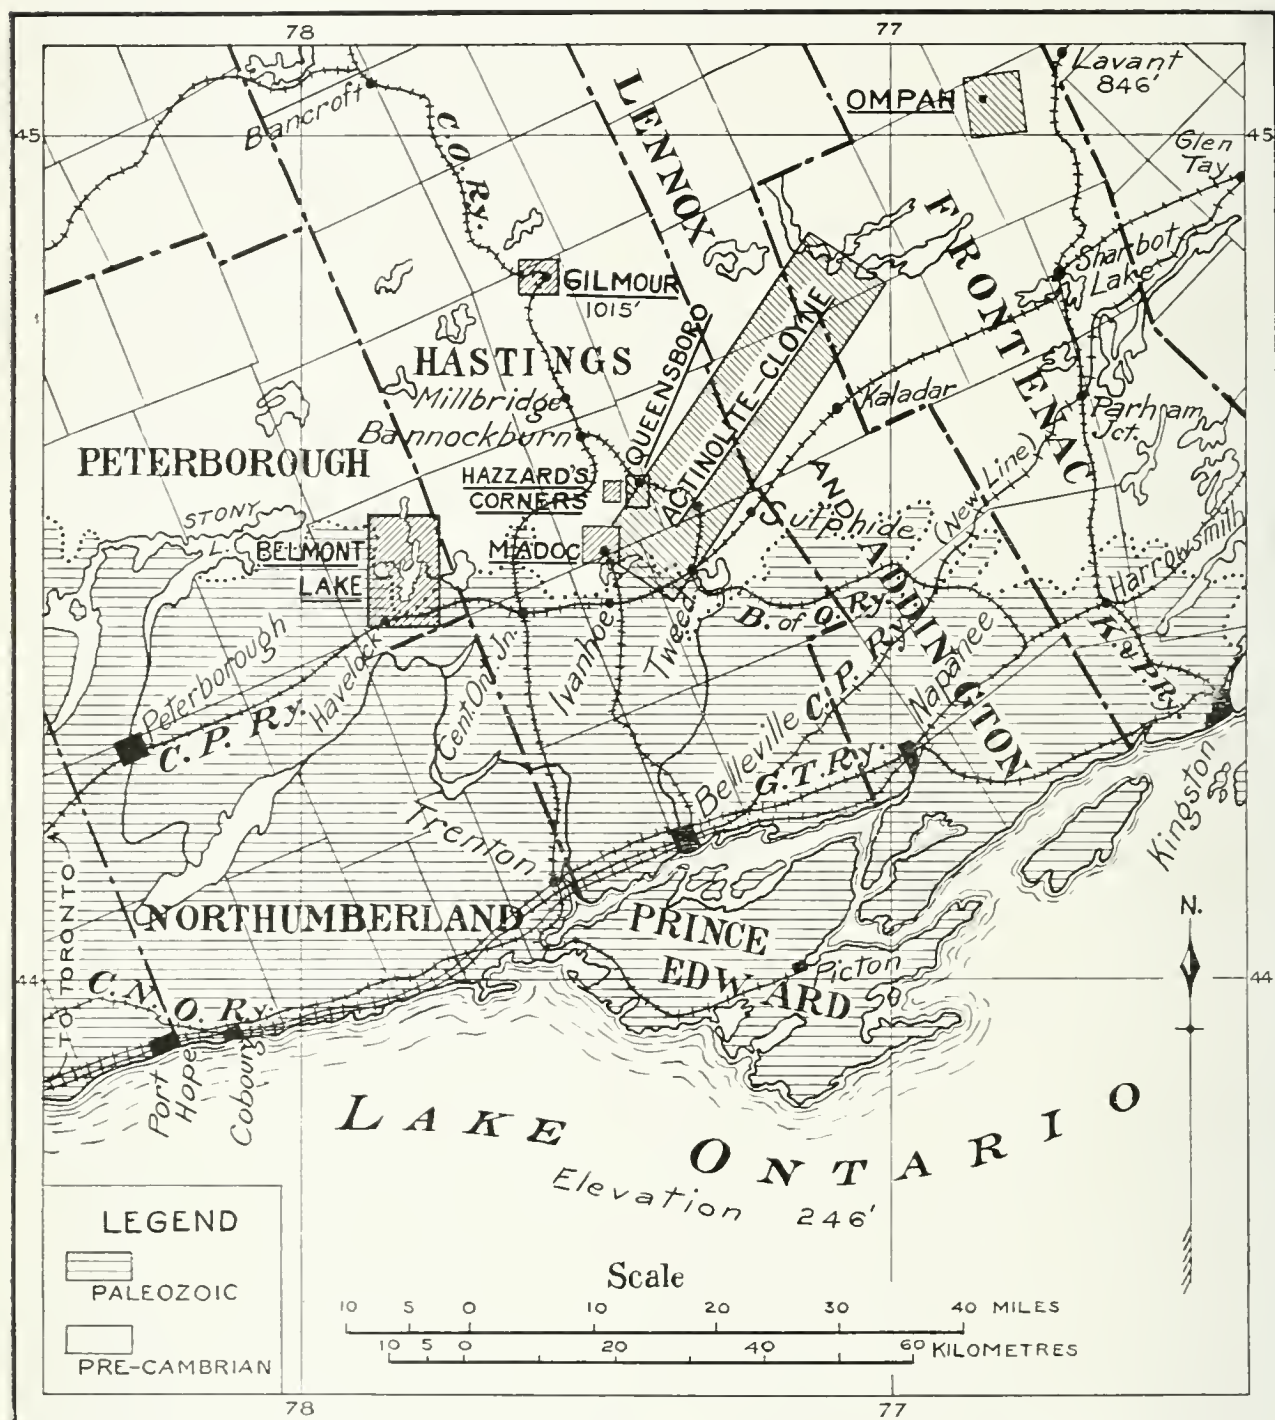 78
77
Lavant
846'
Bancroft
LENNOX
OMPAH
C.O.Ry.
45
45
Glen
Tay
FRONTENAC
Sharbot
Lake
GILMOUR
1015'
QUEENSBORO
ACTINOLITE-CLOYNE
HASTINGS
Millbridge
Kaladar
Bannockburn
Parham
Jct.
PETERBOROUGH
HAZZARD'S
CORNERS
AND ADDINGTON
(New Line)
Sulphide
STONY
L.
BELMONT
LAKE
MADOC
Harrowsmith
B. of Q. Ry.
Peterborough
Havelock
Cent. Ont. Jn.
Ivanhoe
Tweed
C. P. Ry.
Napanee
K & P. Ry.
C. P. Ry.
Belleville
G. T. Ry.
Kingston
Trenton
TO TORONTO
NORTHUMBERLAND
PRINCE
EDWARD
Picton
N.
44
44
C. N. O. Ry.
Port
Hope
Cobourg
LAKE ONTARIO
Elevation 246'
LEGEND
PALEOZOIC
PRE-CAMBRIAN
Scale
10 5 0 10 20 30 40 MILES
10 5 0 20 40 60 KILOMETRES
78
77